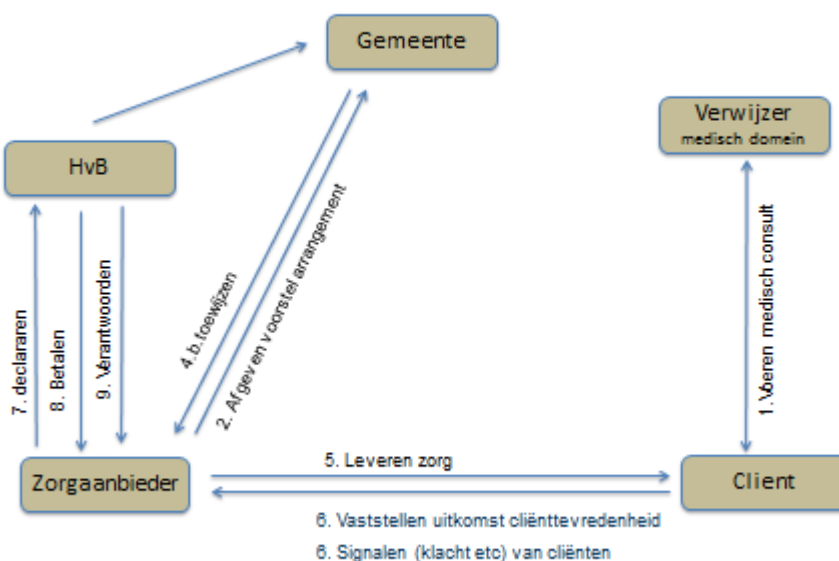 Gemeente
Verwijzer
medisch domein
HvB
7. declararen
8. Betalen
9. Verantwoorden
4.b.toewijzen
2. Afgeven voorstel arrangement
1.Voeren medisch consult
5. Leveren zorg
Zorgaanbieder
Client
6. Vaststellen uitkomst cliënttevredenheid
6. Signalen (klacht etc) van cliënten